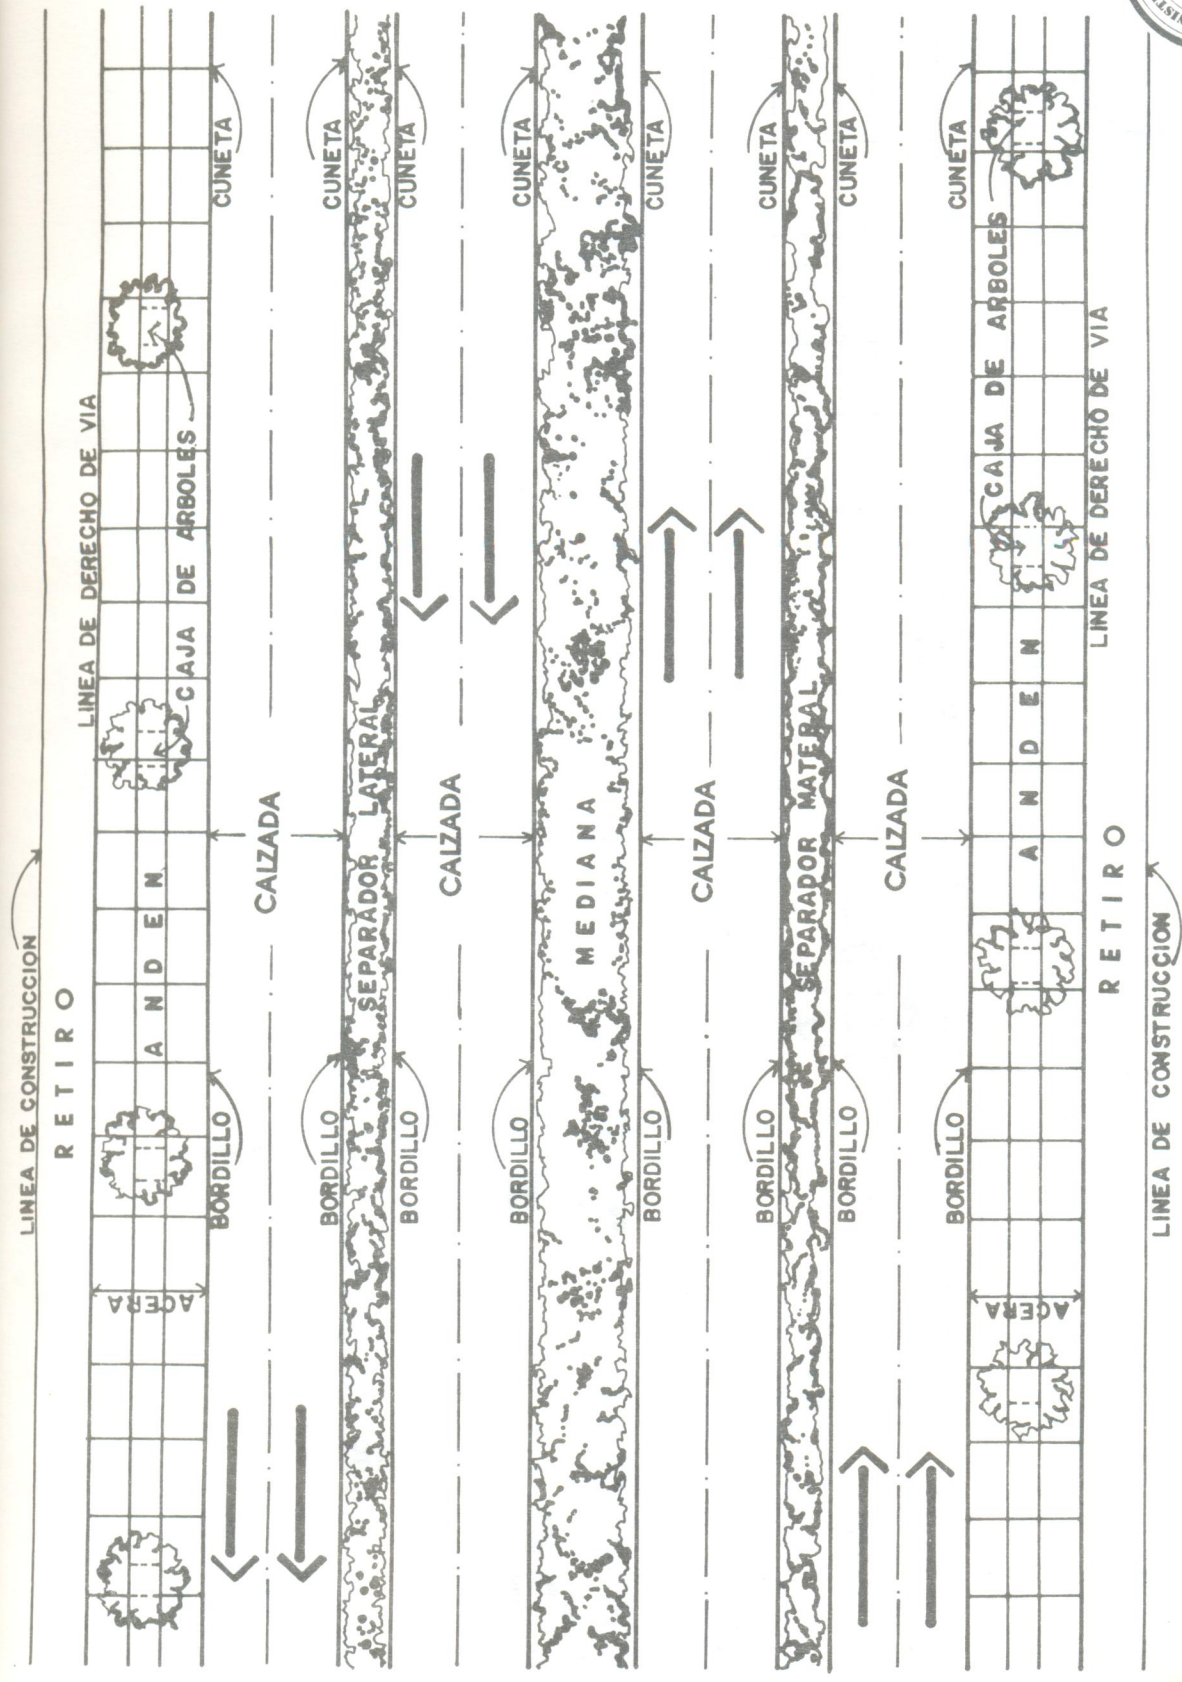 LINEA DE CONSTRUCCION
RETIRO
LINEA DE DERECHO DE VIA
CAJA DE ARBOLES
ANDEN
ACERA
BORDILLO
CUNETA
CALZADA
BORDILLO
CUNETA
SEPARADOR LATERAL
BORDILLO
CUNETA
CALZADA
BORDILLO
CUNETA
MEDIANA
BORDILLO
CUNETA
CALZADA
BORDILLO
CUNETA
SEPARADOR MATERAL
BORDILLO
CUNETA
CALZADA
BORDILLO
CUNETA
CAJA DE ARBOLES
ANDEN
ACERA
LINEA DE DERECHO DE VIA
RETIRO
LINEA DE CONSTRUCCION